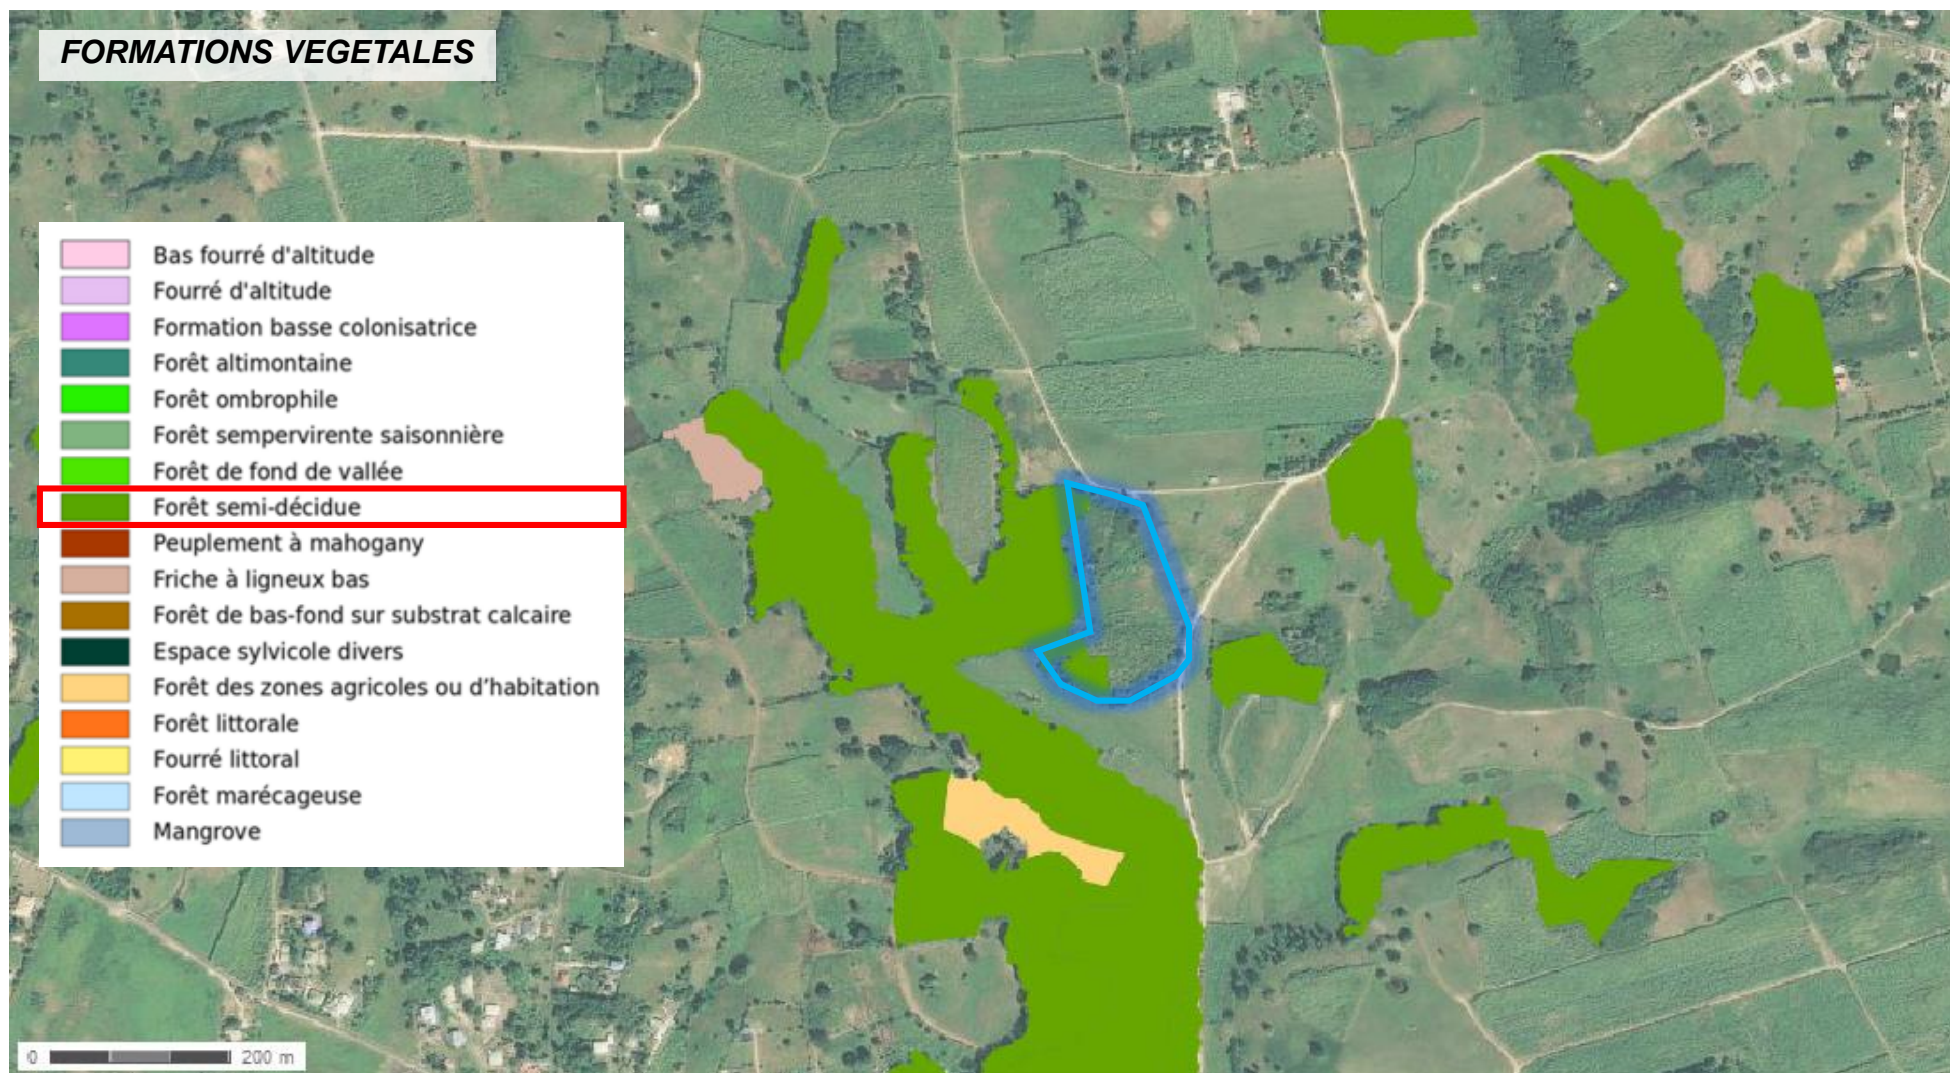 FORMATIONS VEGETALES
Bas fourré d'altitude
Fourré d'altitude
Formation basse colonisatrice
Forêt altimontaine
Forêt ombrophile
Forêt sempervirente saisonnière
Forêt de fond de vallée
Forêt semi-décidue
Peuplement à mahogany
Friche à ligneux bas
Forêt de bas-fond sur substrat calcaire
Espace sylvicole divers
Forêt des zones agricoles ou d’habitation
Forêt littorale
Fourré littoral
Forêt marécageuse
Mangrove
0 200 m